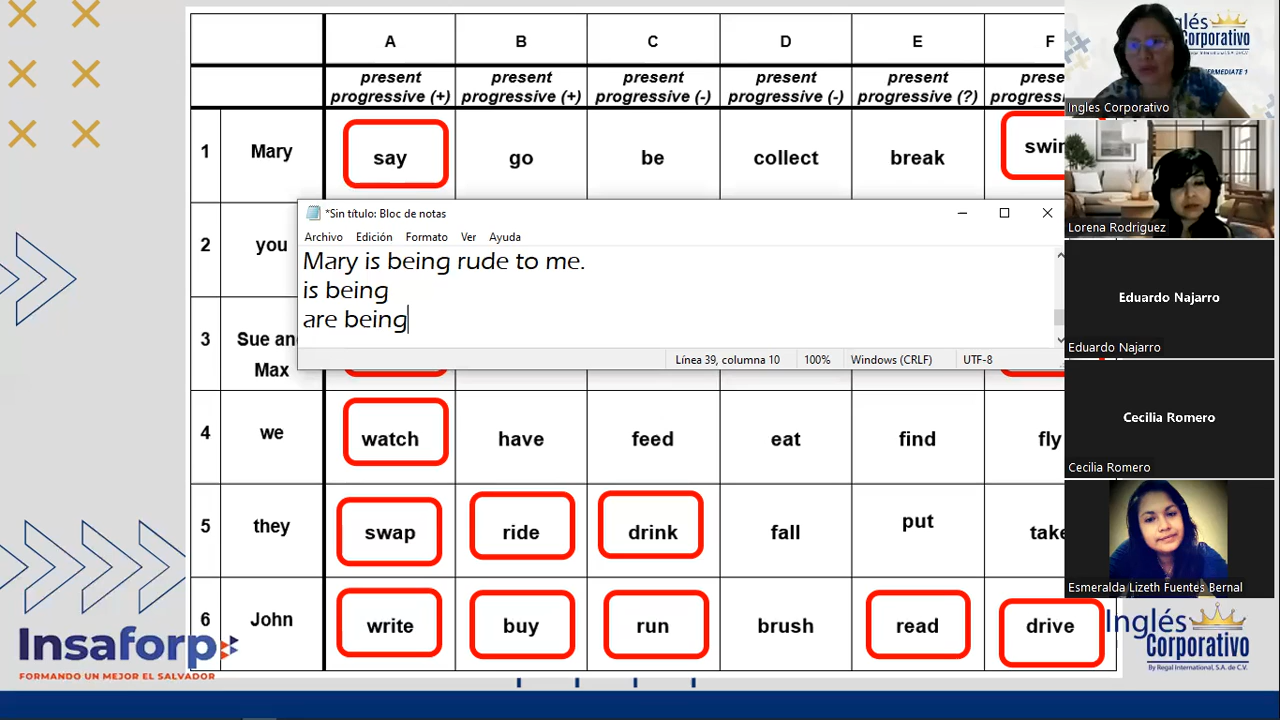 A B C D E F
present progressive (+) present progressive (+) present progressive (-) present progressive (-) present progressive (?)
1 Mary say go be collect break
2 you
*Sin título: Bloc de notas
Archivo Edición Formato Ver Ayuda
Mary is being rude to me.
is being
are being
Línea 39, columna 10 100% Windows (CRLF) UTF-8
3 Sue
Max
4 we watch have feed eat find fly
5 they swap ride drink fall put
6 John write buy run brush read drive
Insaforp
FORMANDO UN MEJOR EL SALVADOR
Inglés
Corporativo
By Regal International, S.A. de C.V.
Inglés
Corporativo
Ingles Corporativo
Lorena Rodriguez
Eduardo Najarro
Eduardo Najarro
Cecilia Romero
Cecilia Romero
Esmeralda Lizeth Fuentes Bernal